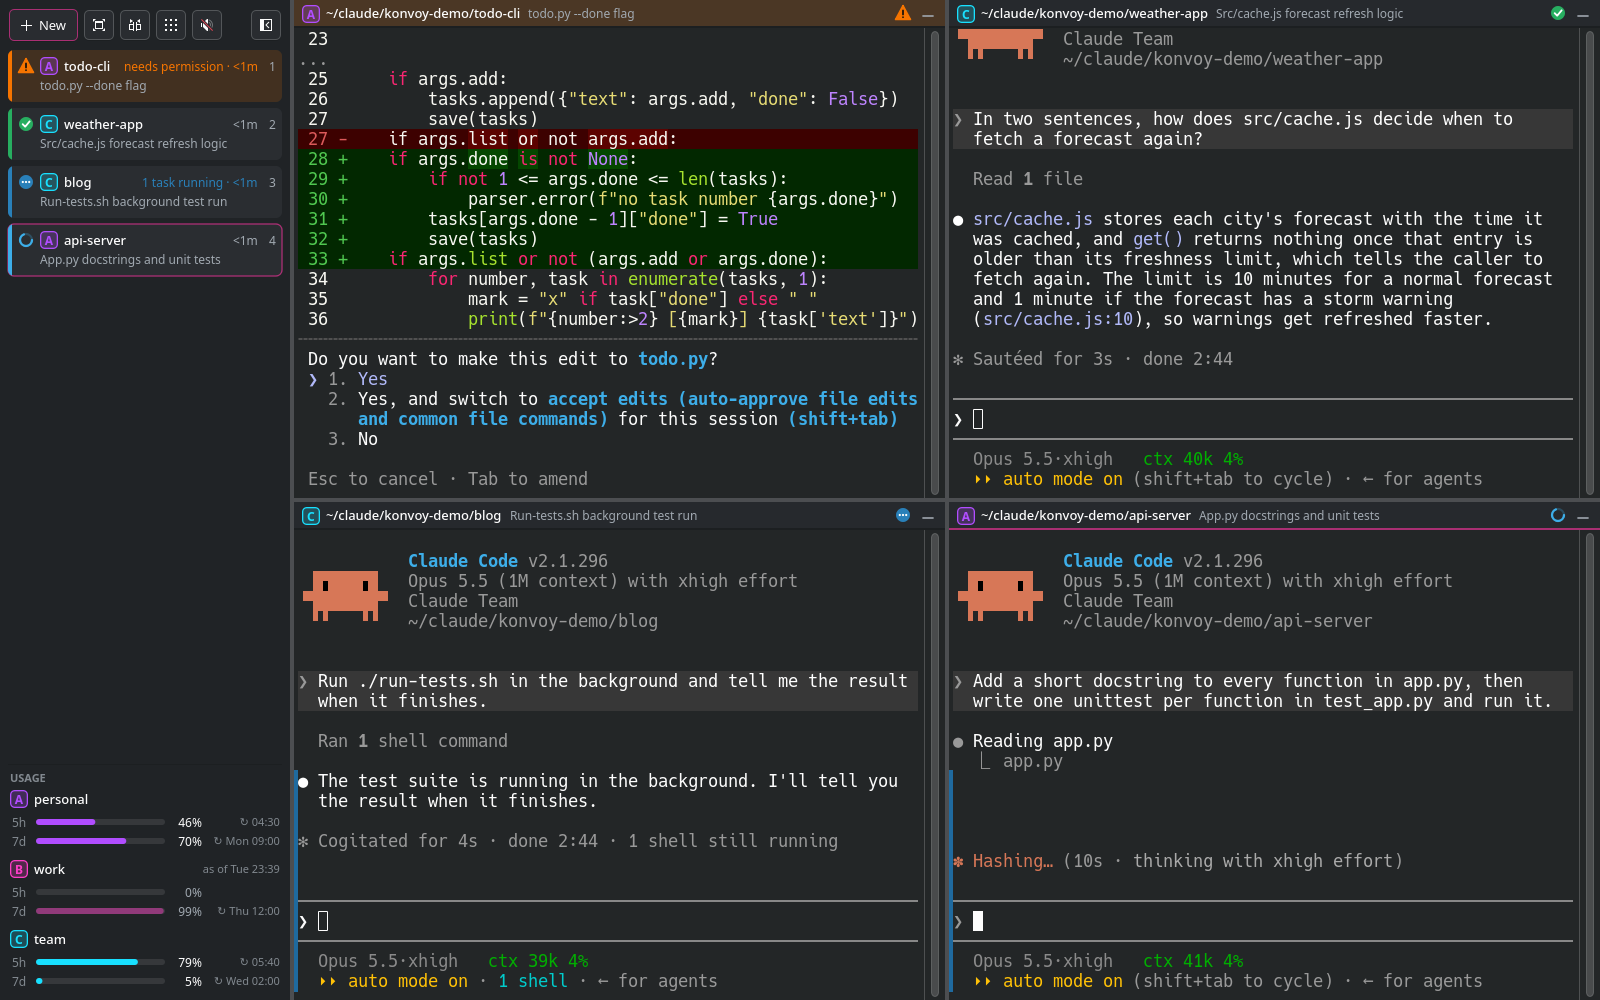 New
A todo-cli needs permission · <1m 1
todo.py --done flag
C weather-app <1m 2
Src/cache.js forecast refresh logic
C blog 1 task running · <1m 3
Run-tests.sh background test run
A api-server <1m 4
App.py docstrings and unit tests
USAGE
A personal
5h 46% ↻ 04:30
7d 70% ↻ Mon 09:00
B work as of Tue 23:39
5h 0%
7d 99% ↻ Thu 12:00
C team
5h 79% ↻ 05:40
7d 5% ↻ Wed 02:00
A ~/claude/konvoy-demo/todo-cli todo.py --done flag
23
...
25     if args.add:
26         tasks.append({"text": args.add, "done": False})
27         save(tasks)
27 -     if args.list or not args.add:
28 +     if args.done is not None:
29 +         if not 1 <= args.done <= len(tasks):
30 +             parser.error(f"no task number {args.done}")
31 +         tasks[args.done - 1]["done"] = True
32 +         save(tasks)
33 +     if args.list or not (args.add or args.done):
34         for number, task in enumerate(tasks, 1):
35             mark = "x" if task["done"] else " "
36             print(f"{number:>2} [{mark}] {task['text']}")
Do you want to make this edit to todo.py?
❯ 1. Yes
2. Yes, and switch to accept edits (auto-approve file edits
and common file commands) for this session (shift+tab)
3. No
Esc to cancel · Tab to amend
C ~/claude/konvoy-demo/weather-app Src/cache.js forecast refresh logic
Claude Team
~/claude/konvoy-demo/weather-app
❯ In two sentences, how does src/cache.js decide when to
fetch a forecast again?
Read 1 file
● src/cache.js stores each city's forecast with the time it
was cached, and get() returns nothing once that entry is
older than its freshness limit, which tells the caller to
fetch again. The limit is 10 minutes for a normal forecast
and 1 minute if the forecast has a storm warning
(src/cache.js:10), so warnings get refreshed faster.
✻ Sautéed for 3s · done 2:44
❯
Opus 5.5·xhigh ctx 40k 4%
⏵⏵ auto mode on (shift+tab to cycle) · ← for agents
C ~/claude/konvoy-demo/blog Run-tests.sh background test run
Claude Code v2.1.296
Opus 5.5 (1M context) with xhigh effort
Claude Team
~/claude/konvoy-demo/blog
❯ Run ./run-tests.sh in the background and tell me the result
when it finishes.
Ran 1 shell command
● The test suite is running in the background. I'll tell you
the result when it finishes.
✻ Cogitated for 4s · done 2:44 · 1 shell still running
❯
Opus 5.5·xhigh ctx 39k 4%
⏵⏵ auto mode on · 1 shell · ← for agents
A ~/claude/konvoy-demo/api-server App.py docstrings and unit tests
Claude Code v2.1.296
Opus 5.5 (1M context) with xhigh effort
Claude Team
~/claude/konvoy-demo/api-server
❯ Add a short docstring to every function in app.py, then
write one unittest per function in test_app.py and run it.
● Reading app.py
⎿ app.py
✽ Hashing… (10s · thinking with xhigh effort)
❯
Opus 5.5·xhigh ctx 41k 4%
⏵⏵ auto mode on (shift+tab to cycle) · ← for agents